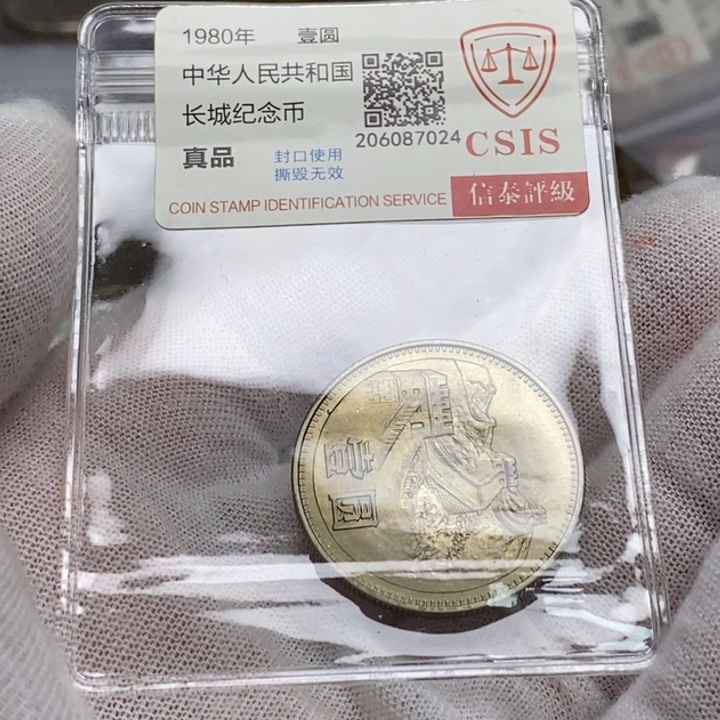 1980年 壹圆
中华人民共和国
长城纪念币
206087024
CSIS
真品
封口使用
撕毁无效
COIN STAMP IDENTIFICATION SERVICE
信泰評級
壹圆